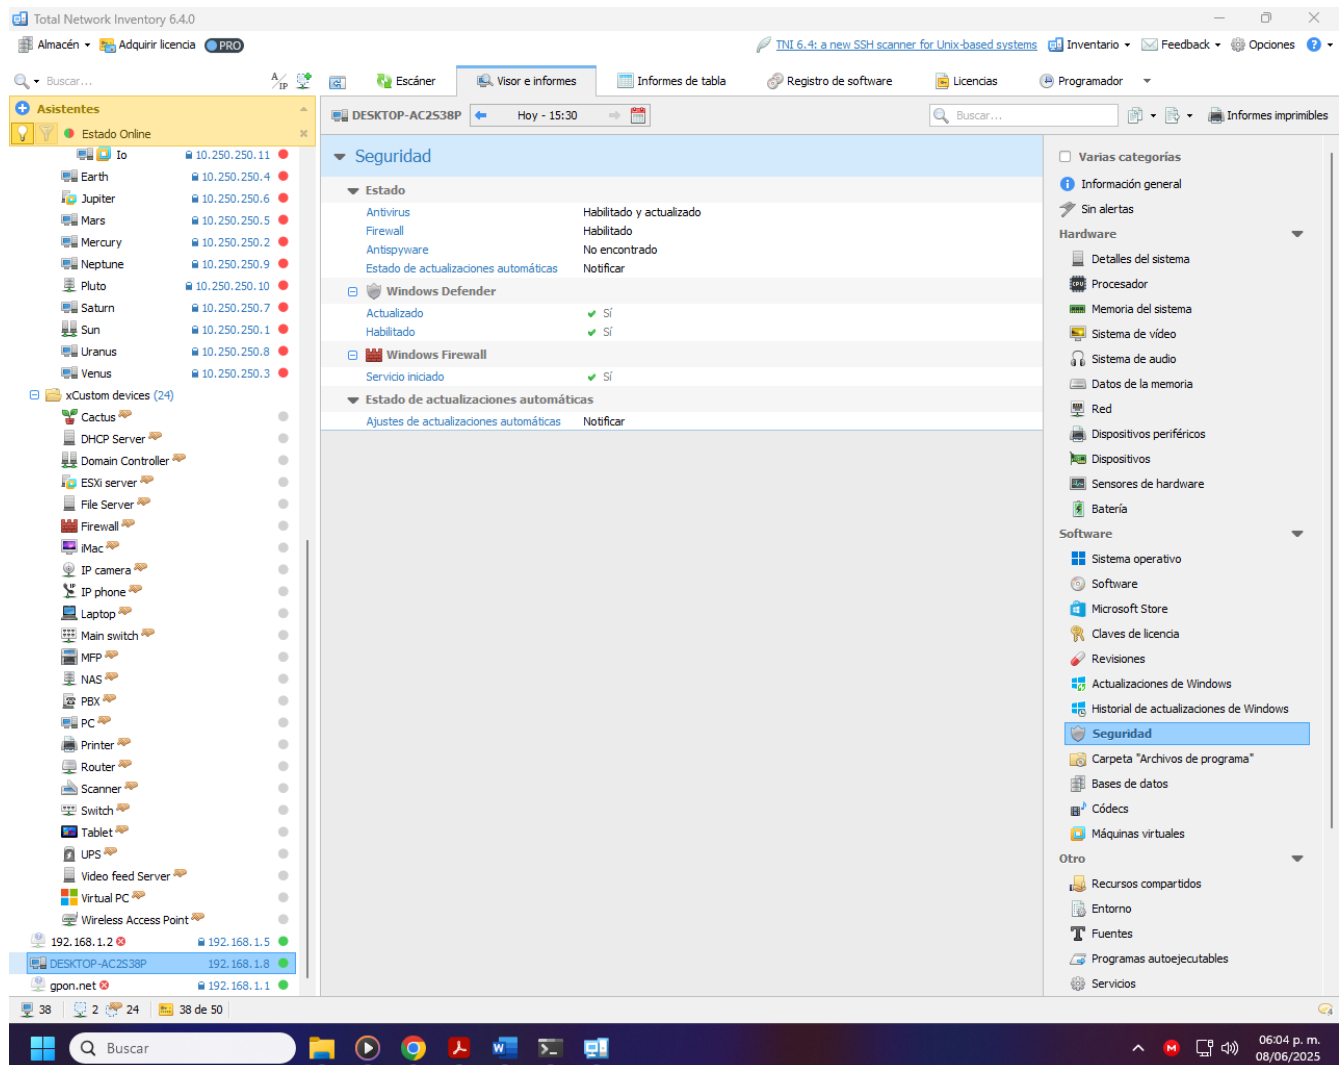 Total Network Inventory 6.4.0
Almacén
Adquirir licencia
PRO
TNI 6.4: a new SSH scanner for Unix-based systems
Inventario
Feedback
Opciones
Buscar...
A/IP
Escáner
Visor e informes
Informes de tabla
Registro de software
Licencias
Programador
Asistentes
Estado Online
Io 10.250.250.11
Earth 10.250.250.4
Jupiter 10.250.250.6
Mars 10.250.250.5
Mercury 10.250.250.2
Neptune 10.250.250.9
Pluto 10.250.250.10
Saturn 10.250.250.7
Sun 10.250.250.1
Uranus 10.250.250.8
Venus 10.250.250.3
xCustom devices (24)
Cactus
DHCP Server
Domain Controller
ESXi server
File Server
Firewall
iMac
IP camera
IP phone
Laptop
Main switch
MFP
NAS
PBX
PC
Printer
Router
Scanner
Switch
Tablet
UPS
Video feed Server
Virtual PC
Wireless Access Point
192.168.1.2 192.168.1.5
DESKTOP-AC2S38P 192.168.1.8
gpon.net 192.168.1.1
38 2 24 38 de 50
DESKTOP-AC2S38P
Hoy - 15:30
Buscar...
Informes imprimibles
Seguridad
Estado
Antivirus Habilitado y actualizado
Firewall Habilitado
Antispyware No encontrado
Estado de actualizaciones automáticas Notificar
Windows Defender
Actualizado Sí
Habilitado Sí
Windows Firewall
Servicio iniciado Sí
Estado de actualizaciones automáticas
Ajustes de actualizaciones automáticas Notificar
Varias categorías
Información general
Sin alertas
Hardware
Detalles del sistema
Procesador
Memoria del sistema
Sistema de vídeo
Sistema de audio
Datos de la memoria
Red
Dispositivos periféricos
Dispositivos
Sensores de hardware
Batería
Software
Sistema operativo
Software
Microsoft Store
Claves de licencia
Revisiones
Actualizaciones de Windows
Historial de actualizaciones de Windows
Seguridad
Carpeta "Archivos de programa"
Bases de datos
Códecs
Máquinas virtuales
Otro
Recursos compartidos
Entorno
Fuentes
Programas autoejecutables
Servicios
Buscar
06:04 p. m.
08/06/2025